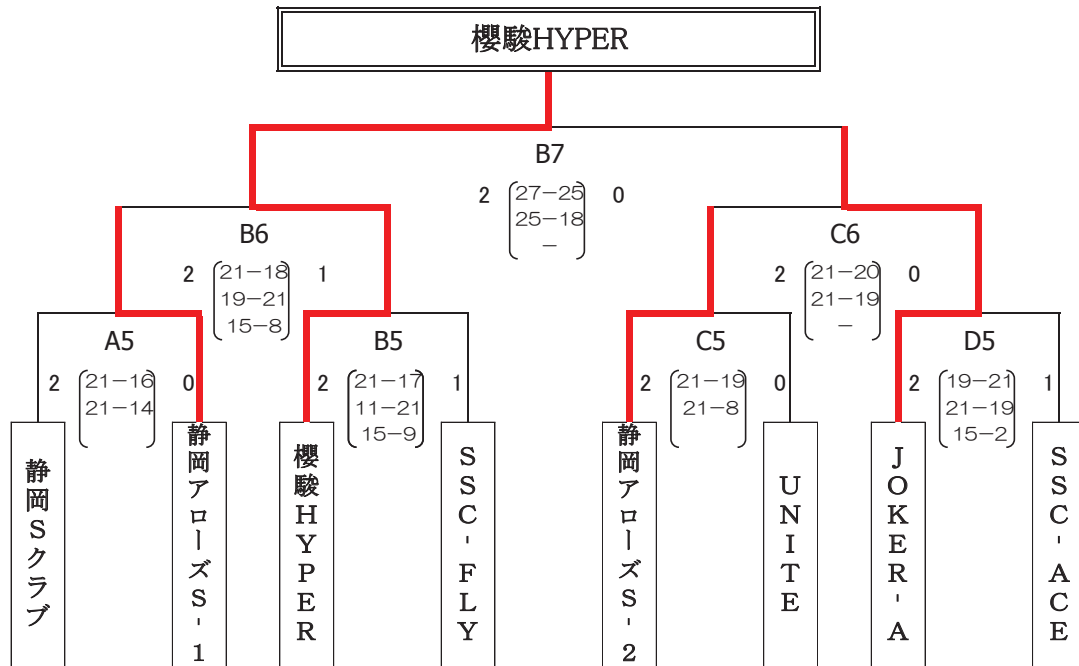 櫻駿HYPER
B7
2 27-25 0
25-18
-
B6
2 21-18 1
19-21
15-8
C6
2 21-20 0
21-19
-
A5
2 21-16 0
21-14
B5
2 21-17 1
11-21
15-9
C5
2 21-19 0
21-8
D5
2 19-21 1
21-19
15-2
静岡Sクラブ
静岡アローズS-1
櫻駿HYPER
SSC-FLY
静岡アローズS-2
UNITE
JOKER-A
SSC-ACE